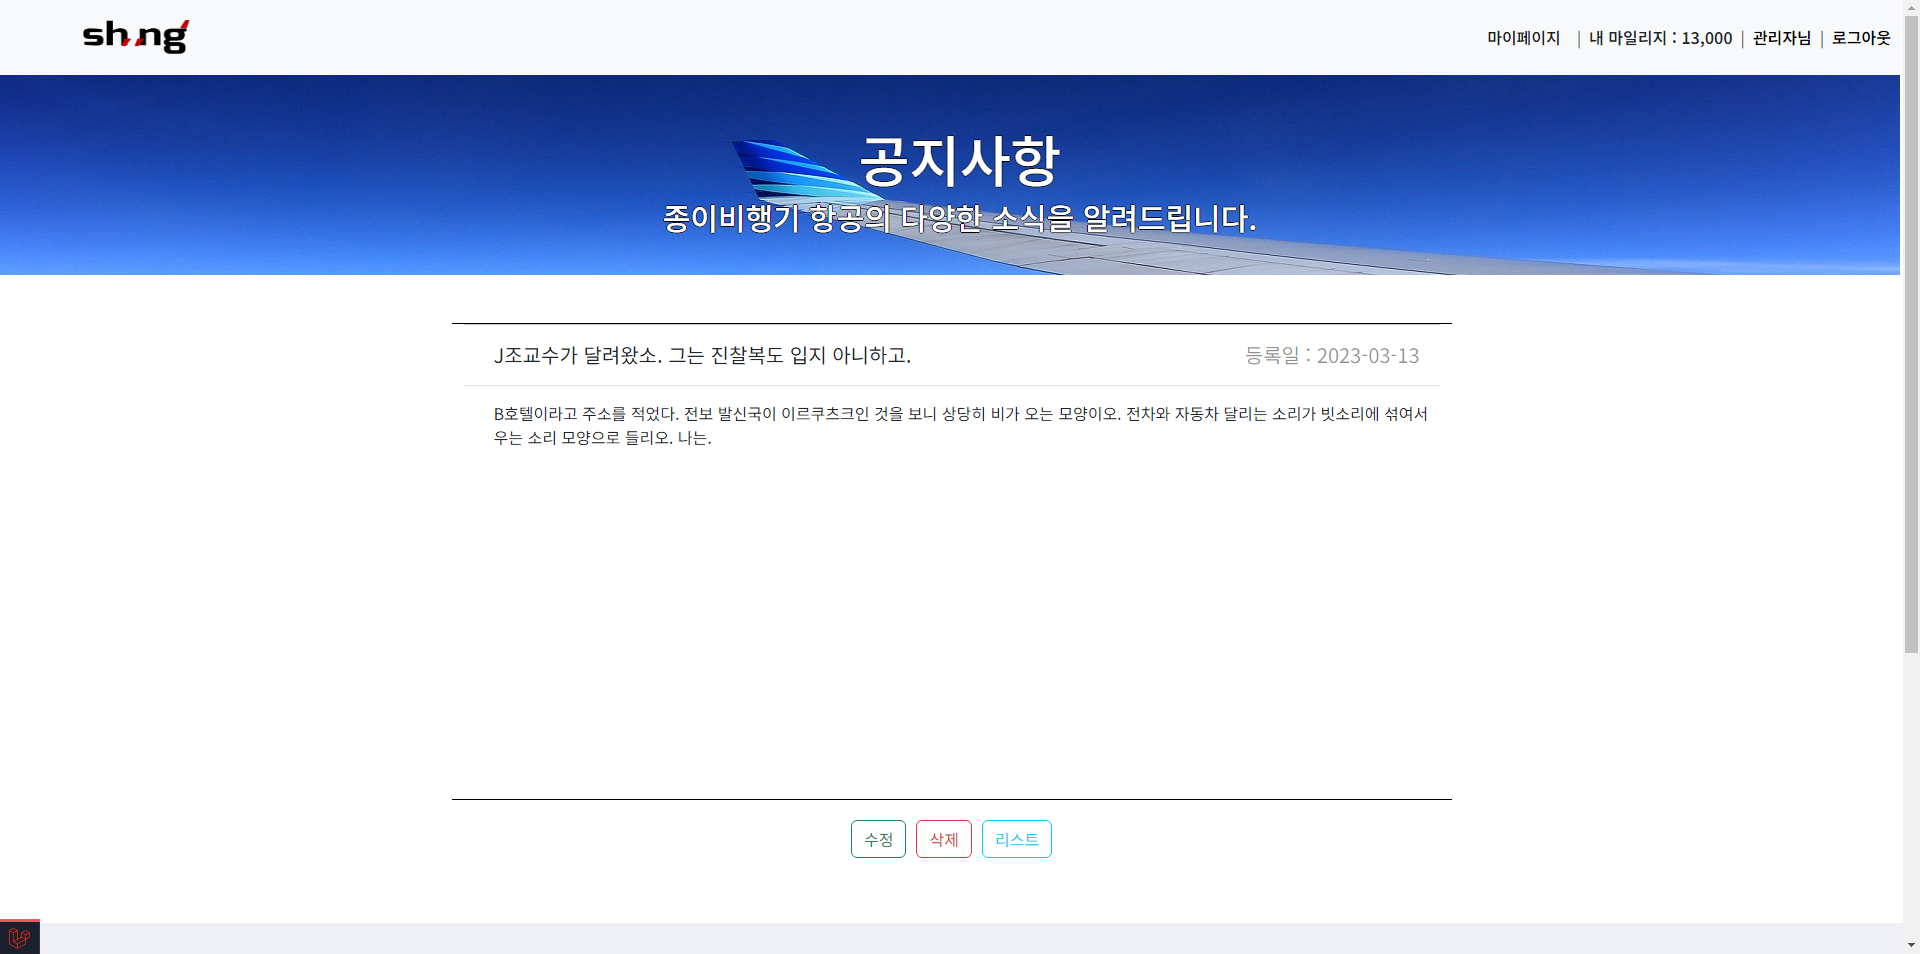 shung
마이페이지 | 내 마일리지 : 13,000 | 관리자님 | 로그아웃
공지사항
종이비행기 항공의 다양한 소식을 알려드립니다.
J조교수가 달려왔소. 그는 진찰복도 입지 아니하고.
등록일 : 2023-03-13
B호텔이라고 주소를 적었다. 전보 발신국이 이르쿠츠크인 것을 보니 상당히 비가 오는 모양이오. 전차와 자동차 달리는 소리가 빗소리에 섞여서
우는 소리 모양으로 들리오. 나는.
수정 삭제 리스트